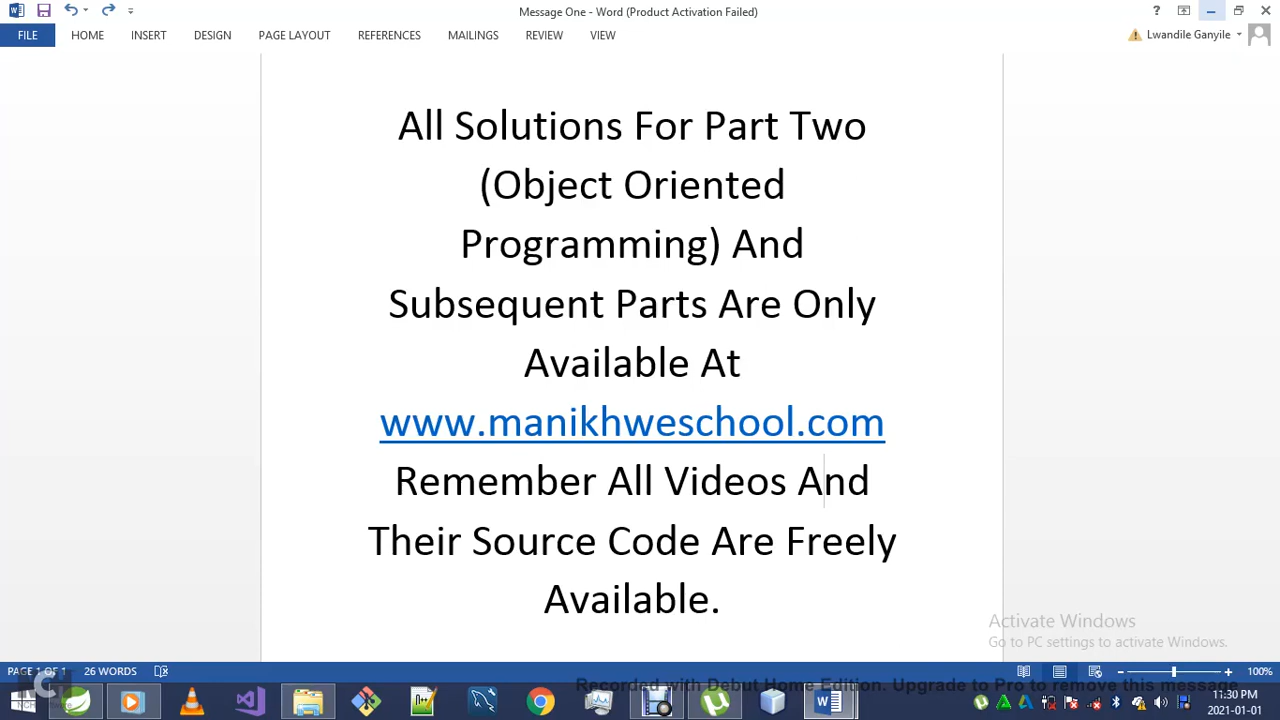 Message One - Word (Product Activation Failed)
FILE HOME INSERT DESIGN PAGE LAYOUT REFERENCES MAILINGS REVIEW VIEW
Lwandile Ganyile
All Solutions For Part Two
(Object Oriented
Programming) And
Subsequent Parts Are Only
Available At
www.manikhweschool.com
Remember All Videos And
Their Source Code Are Freely
Available.
Activate Windows
Go to PC settings to activate Windows.
PAGE 1 OF 1 26 WORDS
100%
Recorded with Debut Home Edition. Upgrade to Pro to remove this message
11:30 PM
2021-01-01